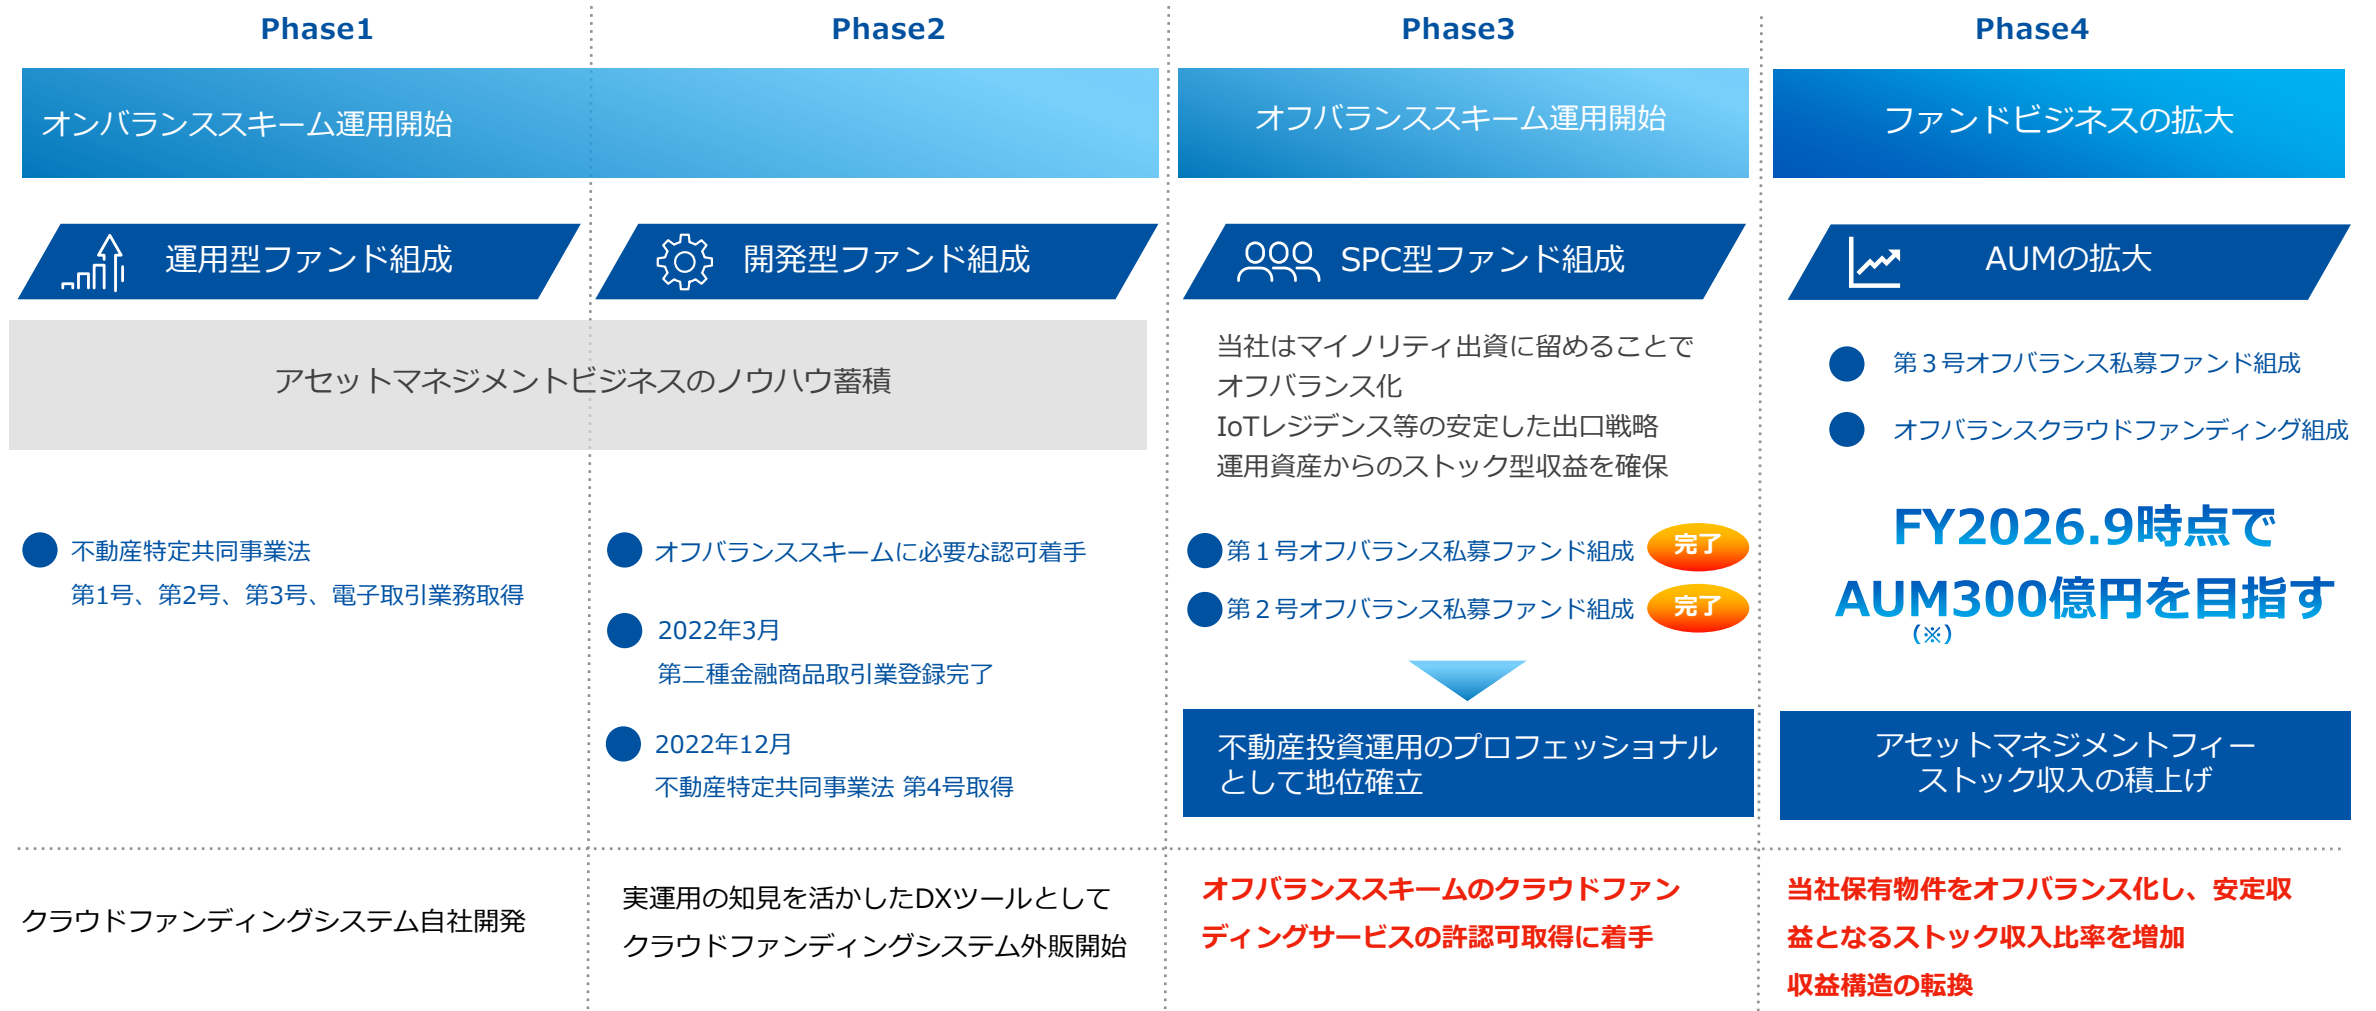 Phase1
Phase2
Phase3
Phase4
オンバランススキーム運用開始
オフバランススキーム運用開始
ファンドビジネスの拡大
運用型ファンド組成
開発型ファンド組成
SPC型ファンド組成
AUMの拡大
アセットマネジメントビジネスのノウハウ蓄積
不動産特定共同事業法
第1号、第2号、第3号、電子取引業務取得
オフバランススキームに必要な認可着手
2022年3月
第二種金融商品取引業登録完了
2022年12月
不動産特定共同事業法 第4号取得
当社はマイノリティ出資に留めることで
オフバランス化
IoTレジデンス等の安定した出口戦略
運用資産からのストック型収益を確保
第１号オフバランス私募ファンド組成 完了
第２号オフバランス私募ファンド組成 完了
不動産投資運用のプロフェッショナル
として地位確立
第３号オフバランス私募ファンド組成
オフバランスクラウドファンディング組成
FY2026.9時点で
AUM300億円を目指す
（※）
アセットマネジメントフィー
ストック収入の積上げ
クラウドファンディングシステム自社開発
実運用の知見を活かしたDXツールとして
クラウドファンディングシステム外販開始
オフバランススキームのクラウドファン
ディングサービスの許認可取得に着手
当社保有物件をオフバランス化し、安定収
益となるストック収入比率を増加
収益構造の転換